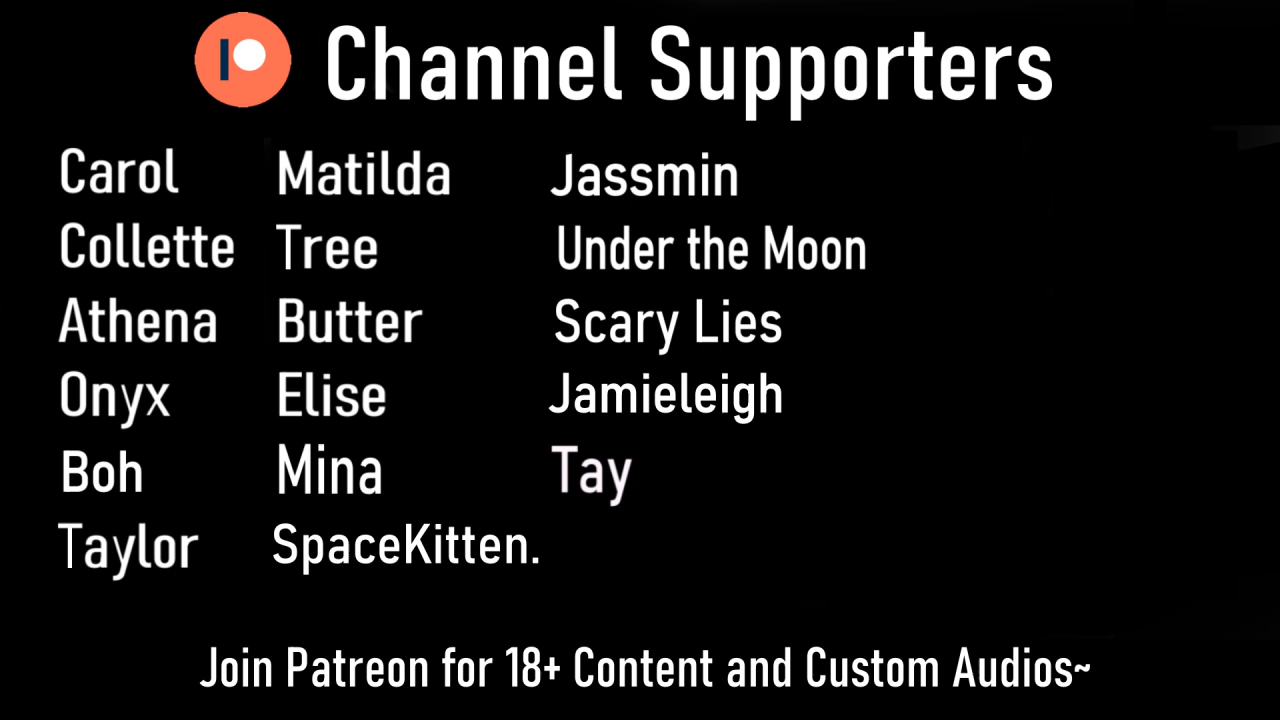 Channel Supporters
Carol
Collette
Athena
Onyx
Boh
Taylor
Matilda
Tree
Butter
Elise
Mina
SpaceKitten.
Jassmin
Under the Moon
Scary Lies
Jamieleigh
Tay
Join Patreon for 18+ Content and Custom Audios~